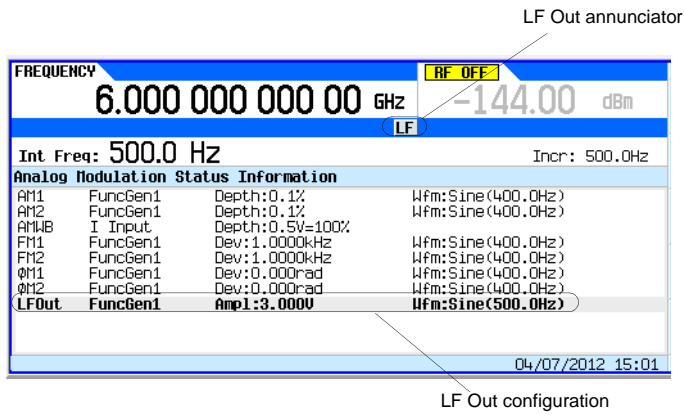 LF Out annunciator
FREQUENCY
RF OFF
6.000 000 000 00 GHz
-144.00 dBm
LF
Int Freq: 500.0 Hz
Incr: 500.0Hz
Analog Modulation Status Information
AM1 FuncGen1 Depth:0.1% Wfm:Sine(400.0Hz)
AM2 FuncGen1 Depth:0.1% Wfm:Sine(400.0Hz)
AMWB I Input Depth:0.5V=100%
FM1 FuncGen1 Dev:1.0000kHz Wfm:Sine(400.0Hz)
FM2 FuncGen1 Dev:1.0000kHz Wfm:Sine(400.0Hz)
ΦM1 FuncGen1 Dev:0.000rad Wfm:Sine(400.0Hz)
ΦM2 FuncGen1 Dev:0.000rad Wfm:Sine(400.0Hz)
LFOut FuncGen1 Ampl:3.000V Wfm:Sine(500.0Hz)
04/07/2012 15:01
LF Out configuration